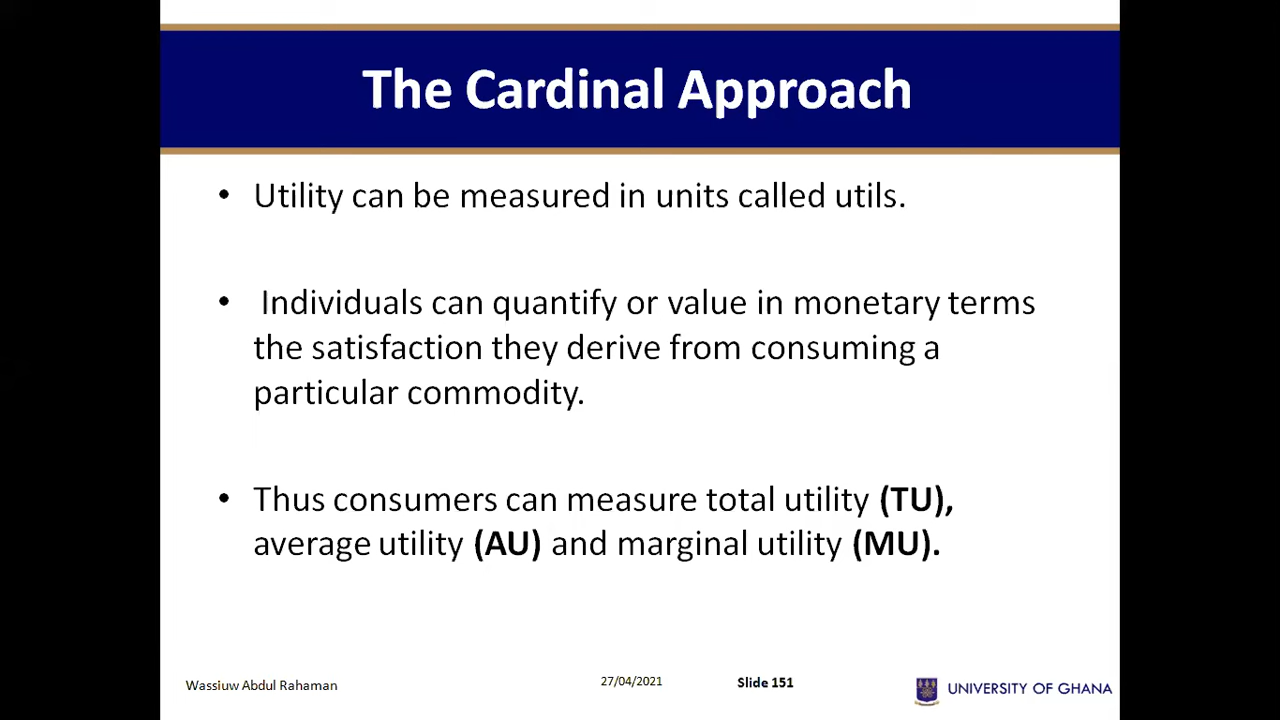 The Cardinal Approach
• Utility can be measured in units called utils.
• Individuals can quantify or value in monetary terms
the satisfaction they derive from consuming a
particular commodity.
• Thus consumers can measure total utility (TU),
average utility (AU) and marginal utility (MU).
Wassiuw Abdul Rahaman
27/04/2021
Slide 151
UNIVERSITY OF GHANA